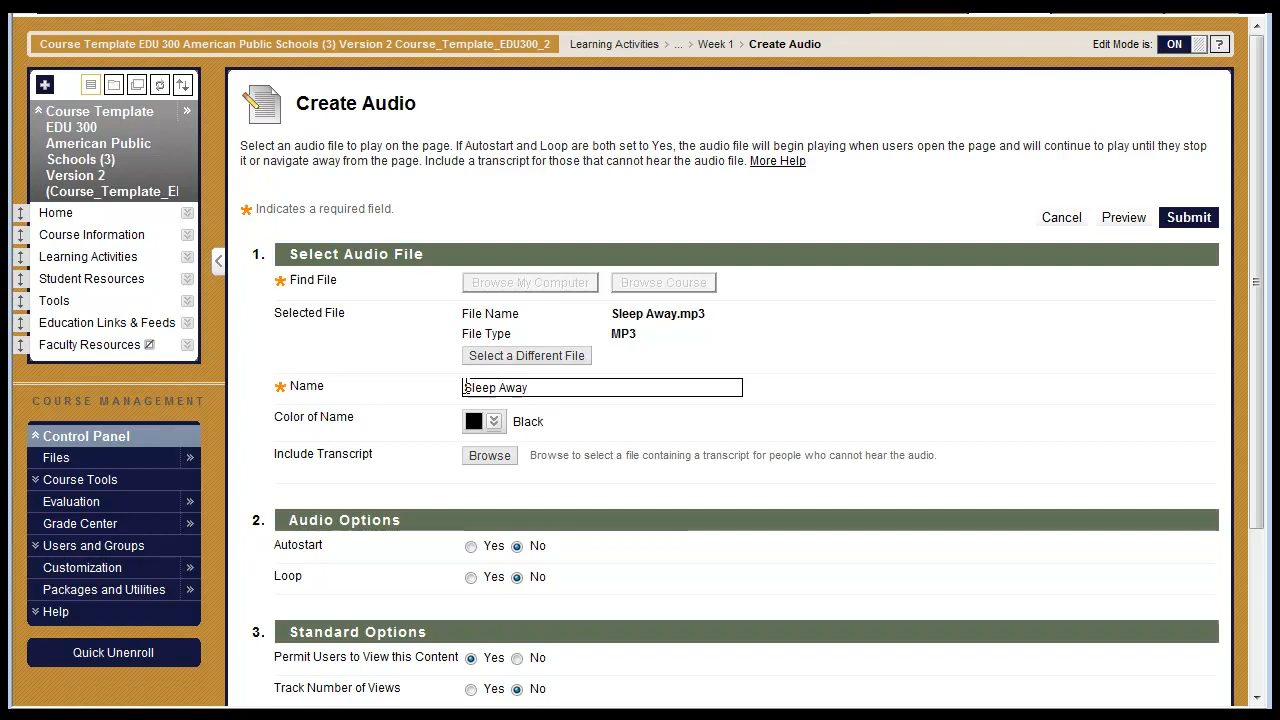 Course Template EDU 300 American Public Schools (3) Version 2 Course_Template_EDU300_2 Learning Activities > ... > Week 1 > Create Audio Edit Mode is: ON ?
Course Template
EDU 300
American Public
Schools (3)
Version 2
(Course_Template_E
Home
Course Information
Learning Activities
Student Resources
Tools
Education Links & Feeds
Faculty Resources
COURSE MANAGEMENT
Control Panel
Files
Course Tools
Evaluation
Grade Center
Users and Groups
Customization
Packages and Utilities
Help
Quick Unenroll
Create Audio
Select an audio file to play on the page. If Autostart and Loop are both set to Yes, the audio file will begin playing when users open the page and will continue to play until they stop
it or navigate away from the page. Include a transcript for those that cannot hear the audio file. More Help
* Indicates a required field.
Cancel Preview Submit
1. Select Audio File
* Find File Browse My Computer Browse Course
Selected File File Name Sleep Away.mp3
File Type MP3
Select a Different File
* Name Sleep Away
Color of Name Black
Include Transcript Browse Browse to select a file containing a transcript for people who cannot hear the audio.
2. Audio Options
Autostart Yes No
Loop Yes No
3. Standard Options
Permit Users to View this Content Yes No
Track Number of Views Yes No